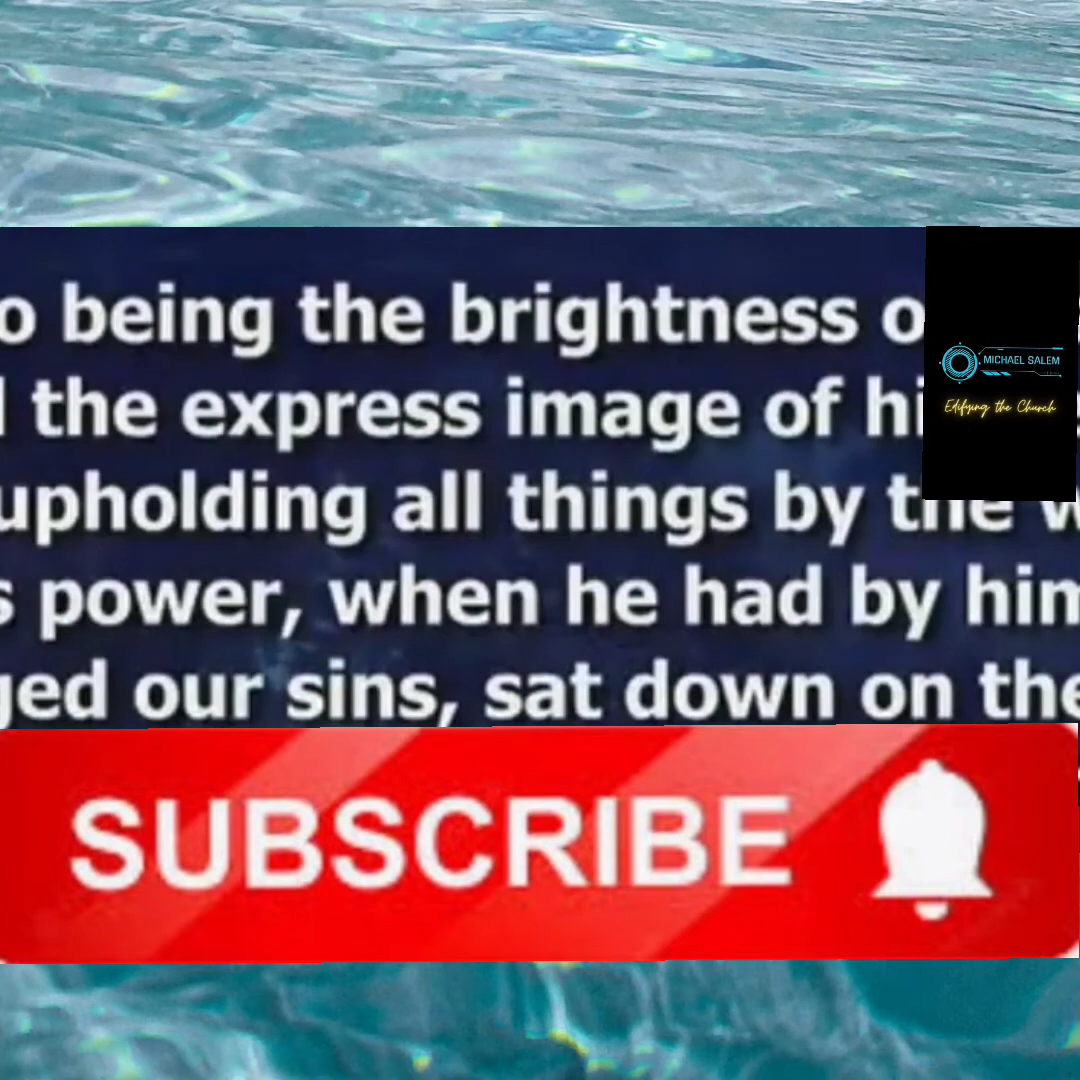 o being the brightness o
the express image of hi
upholding all things by the w
s power, when he had by him
ged our sins, sat down on the
MICHAEL SALEM
Edifying the Church
SUBSCRIBE